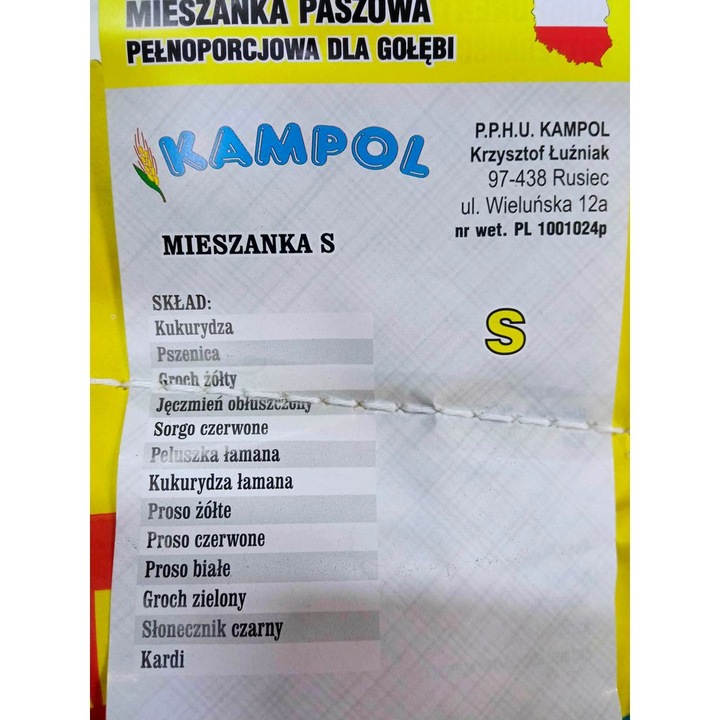 MIESZANKA PASZOWA
PEŁNOPORCJOWA DLA GOŁĘBI
KAMPOL
P.P.H.U. KAMPOL
Krzysztof Łuźniak
97-438 Rusiec
ul. Wieluńska 12a
nr wet. PL 1001024p
MIESZANKA S
S
SKŁAD:
Kukurydza
Pszenica
Groch żółty
Jęczmień obłuszczony
Sorgo czerwone
Peluszka łamana
Kukurydza łamana
Proso żółte
Proso czerwone
Proso białe
Groch zielony
Słonecznik czarny
Kardi